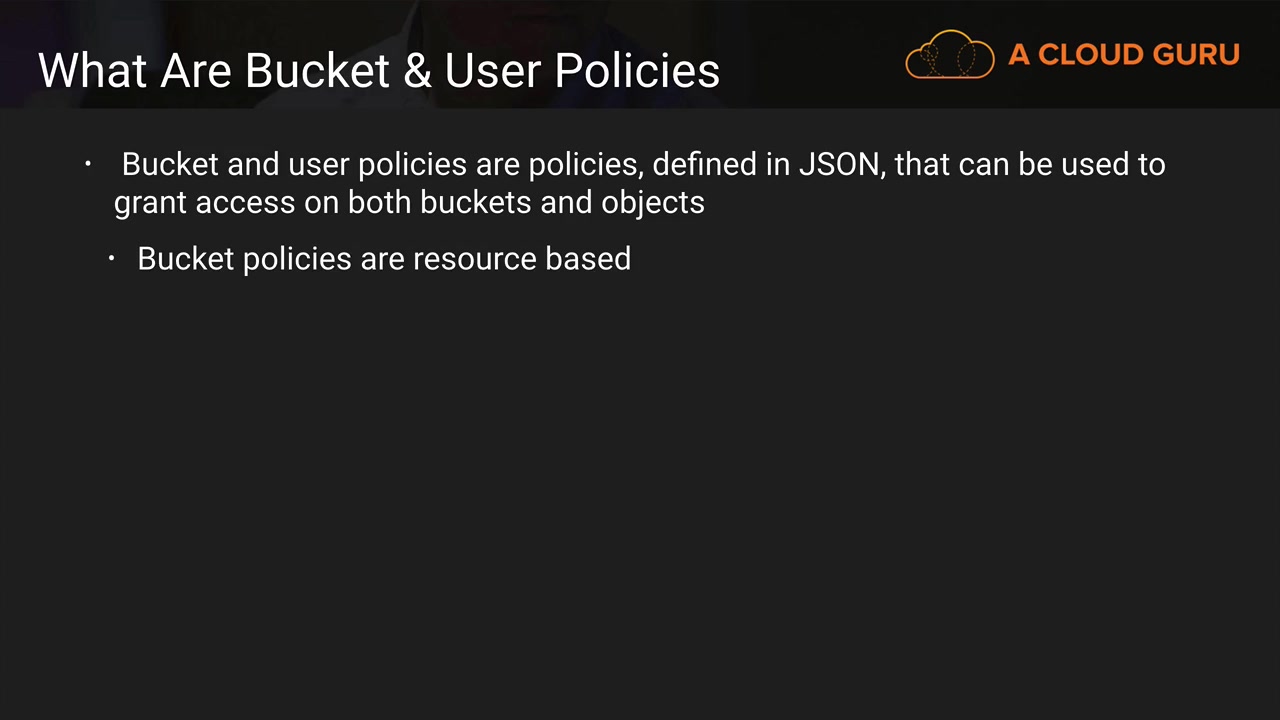 What Are Bucket & User Policies
A CLOUD GURU
• Bucket and user policies are policies, defined in JSON, that can be used to
grant access on both buckets and objects
• Bucket policies are resource based